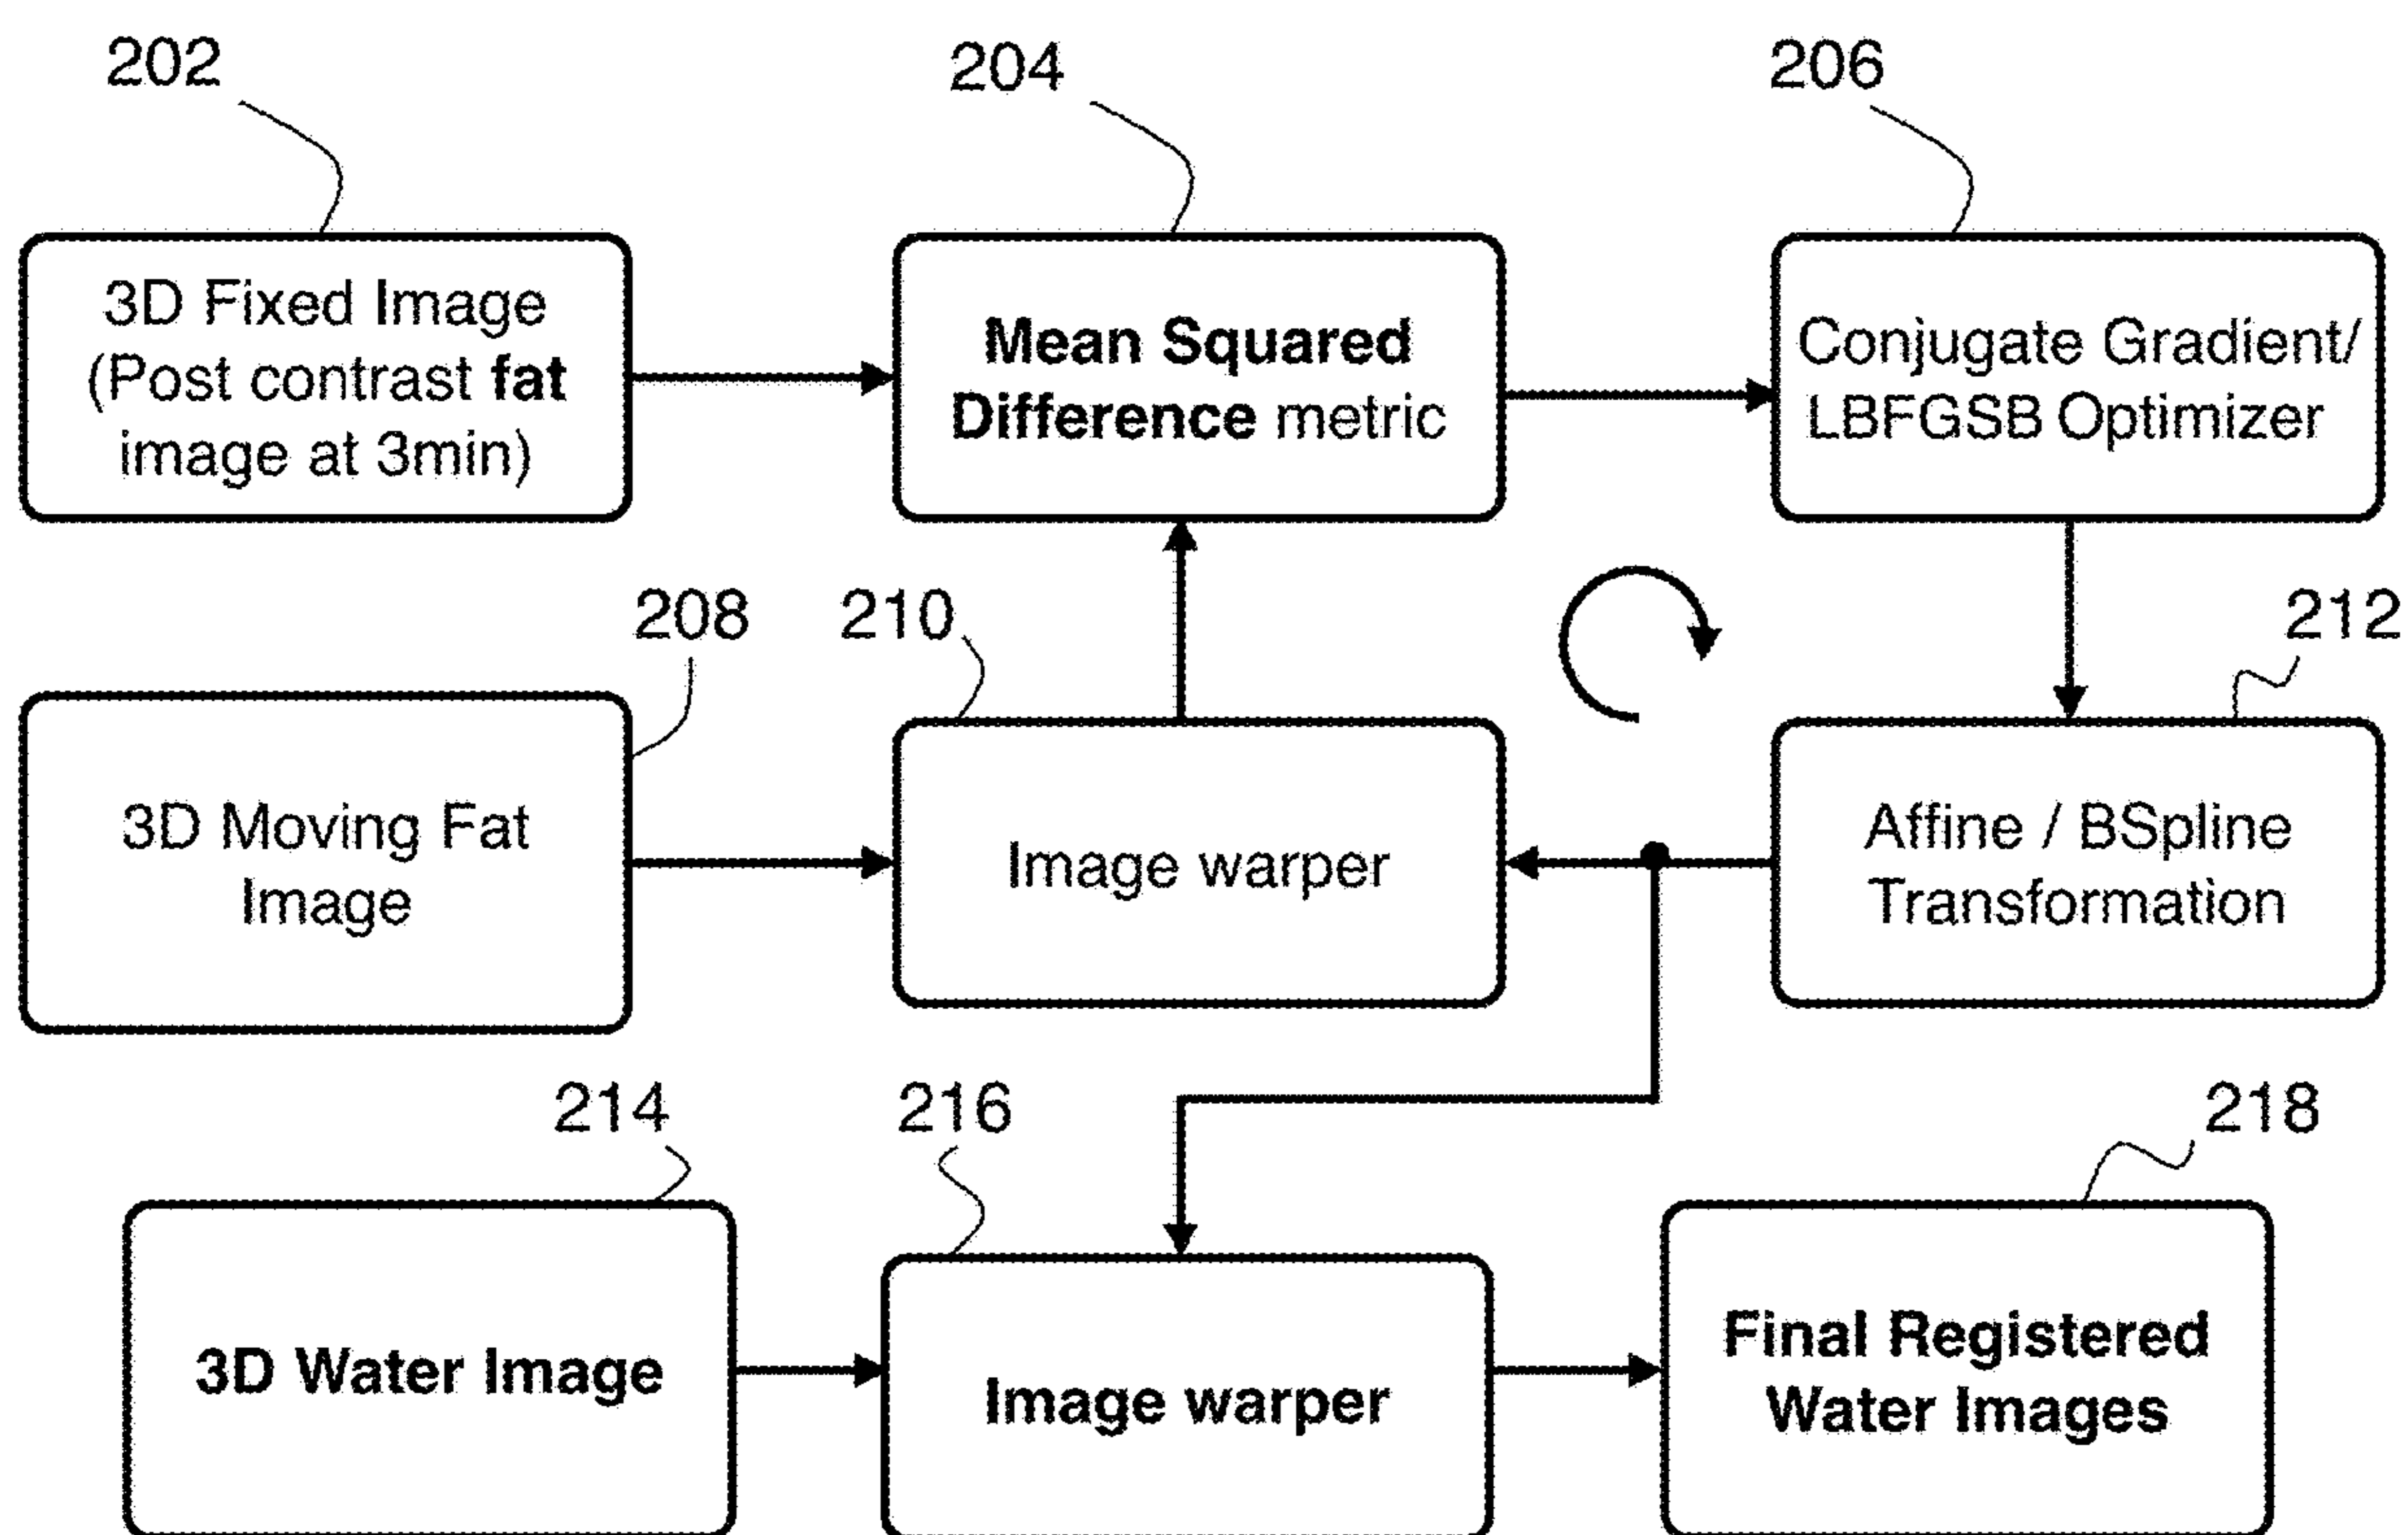 202
204
206
3D Fixed Image
(Post contrast fat
image at 3min)
Mean Squared
Difference metric
Conjugate Gradient/
LBFGSB Optimizer
208
210
212
3D Moving Fat
Image
Image warper
Affine / BSpline
Transformation
214
216
218
3D Water Image
Image warper
Final Registered
Water Images